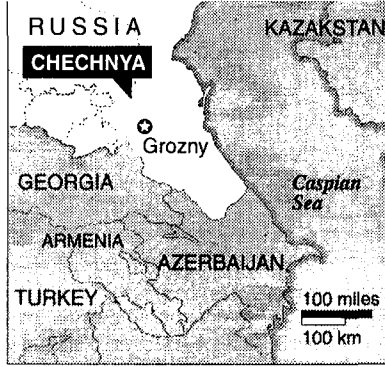 RUSSIA
KAZAKSTAN
CHECHNYA
Grozny
GEORGIA
Caspian
Sea
ARMENIA
AZERBAIJAN
TURKEY
100 miles
100 km